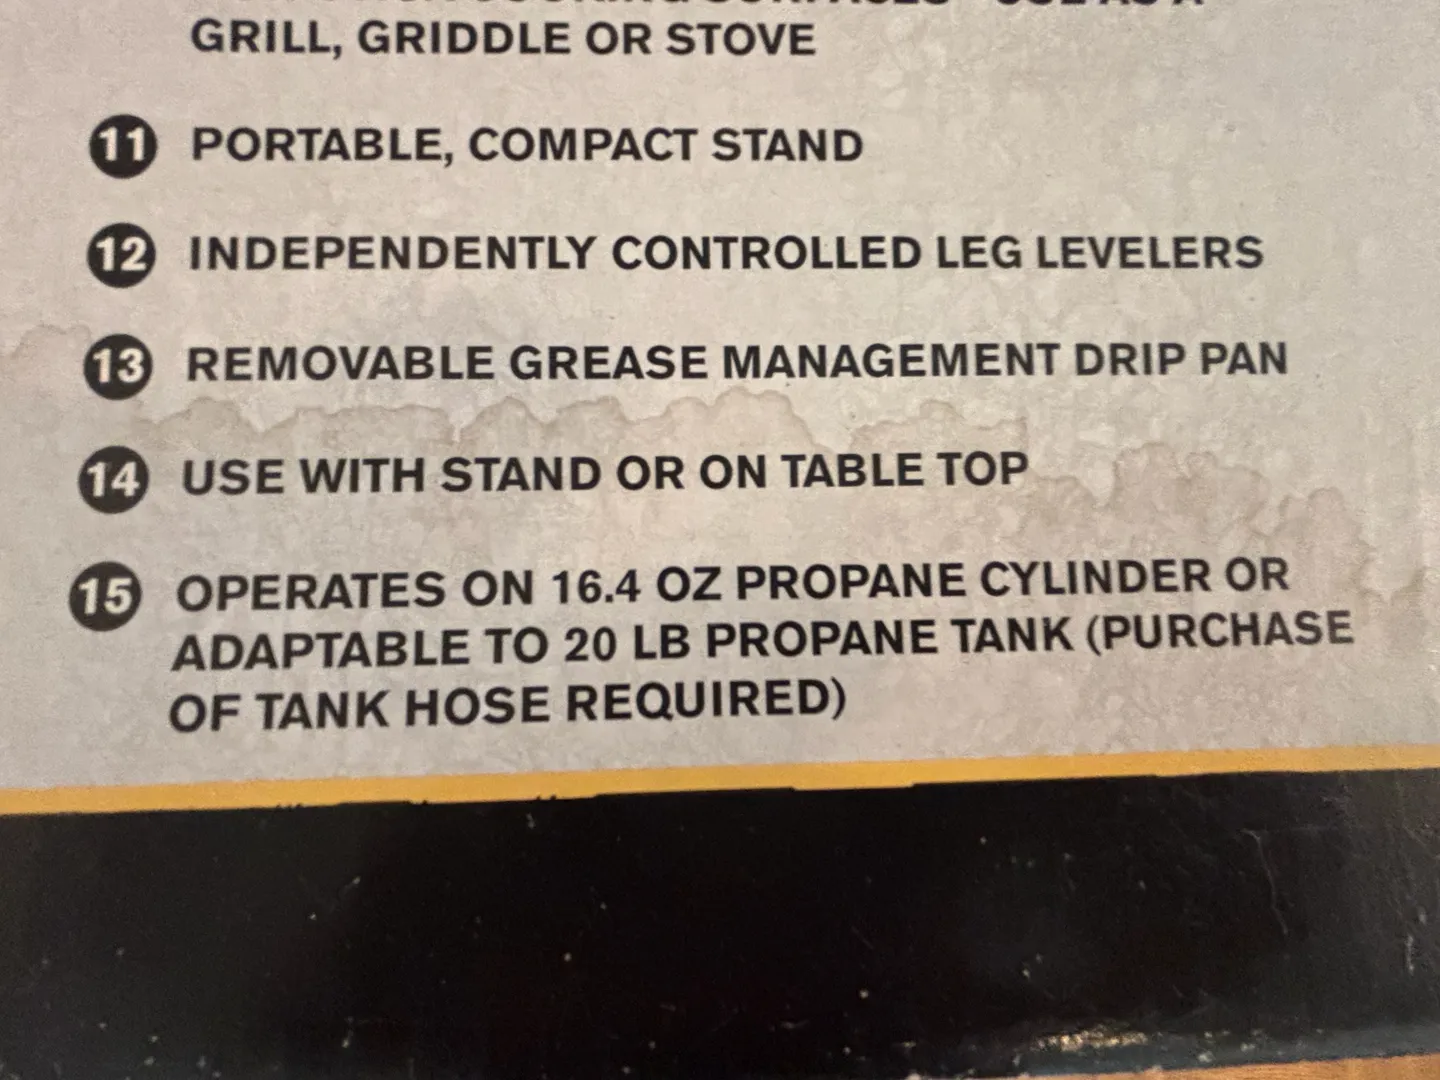 GRILL, GRIDDLE OR STOVE
11 PORTABLE, COMPACT STAND
12 INDEPENDENTLY CONTROLLED LEG LEVELERS
13 REMOVABLE GREASE MANAGEMENT DRIP PAN
14 USE WITH STAND OR ON TABLE TOP
15 OPERATES ON 16.4 OZ PROPANE CYLINDER OR
ADAPTABLE TO 20 LB PROPANE TANK (PURCHASE
OF TANK HOSE REQUIRED)